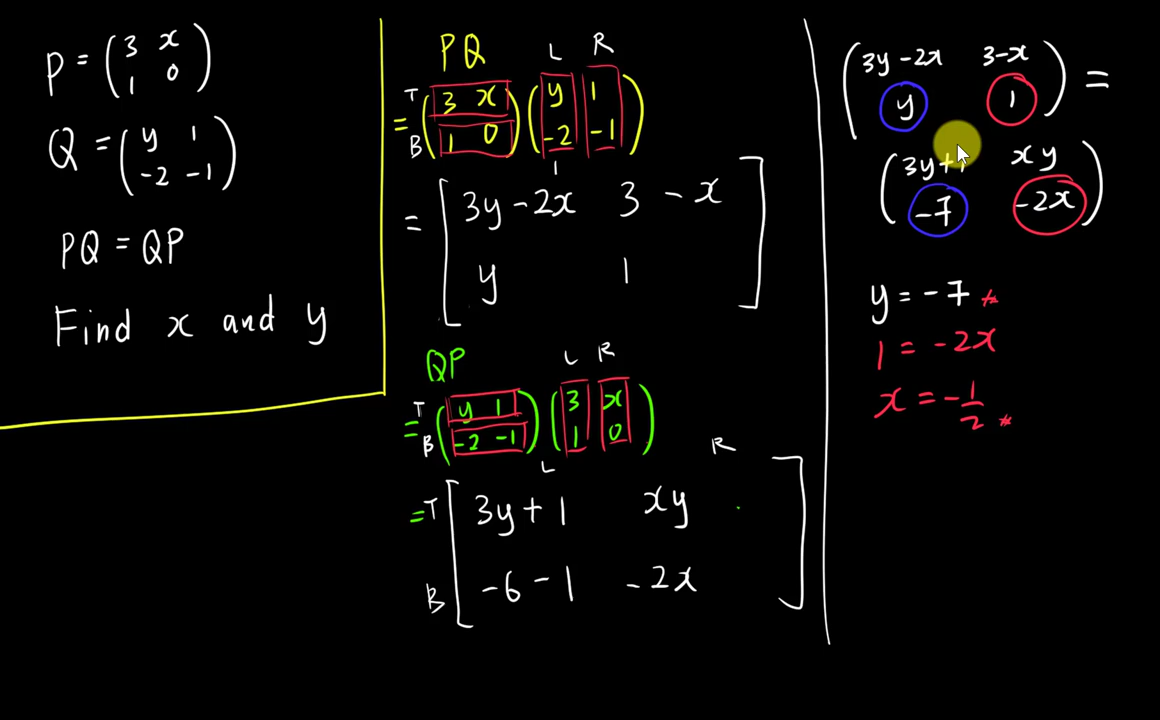 P = (3 x
1 0)
Q = (y 1
-2 -1)
PQ = QP
Find x and y
PQ
L R
T = (3 x) (y 1)
B (1 0) (-2 -1)
= [3y - 2x 3 - x
y 1]
QP
L R
T = (y 1) (3 x)
B (-2 -1) (1 0)
L R
= T [3y + 1 xy
B -6 - 1 -2x]
(3y - 2x 3 - x
y 1) =
(3y + 1 xy
-7 -2x)
y = -7 *
1 = -2x
x = -1/2 *